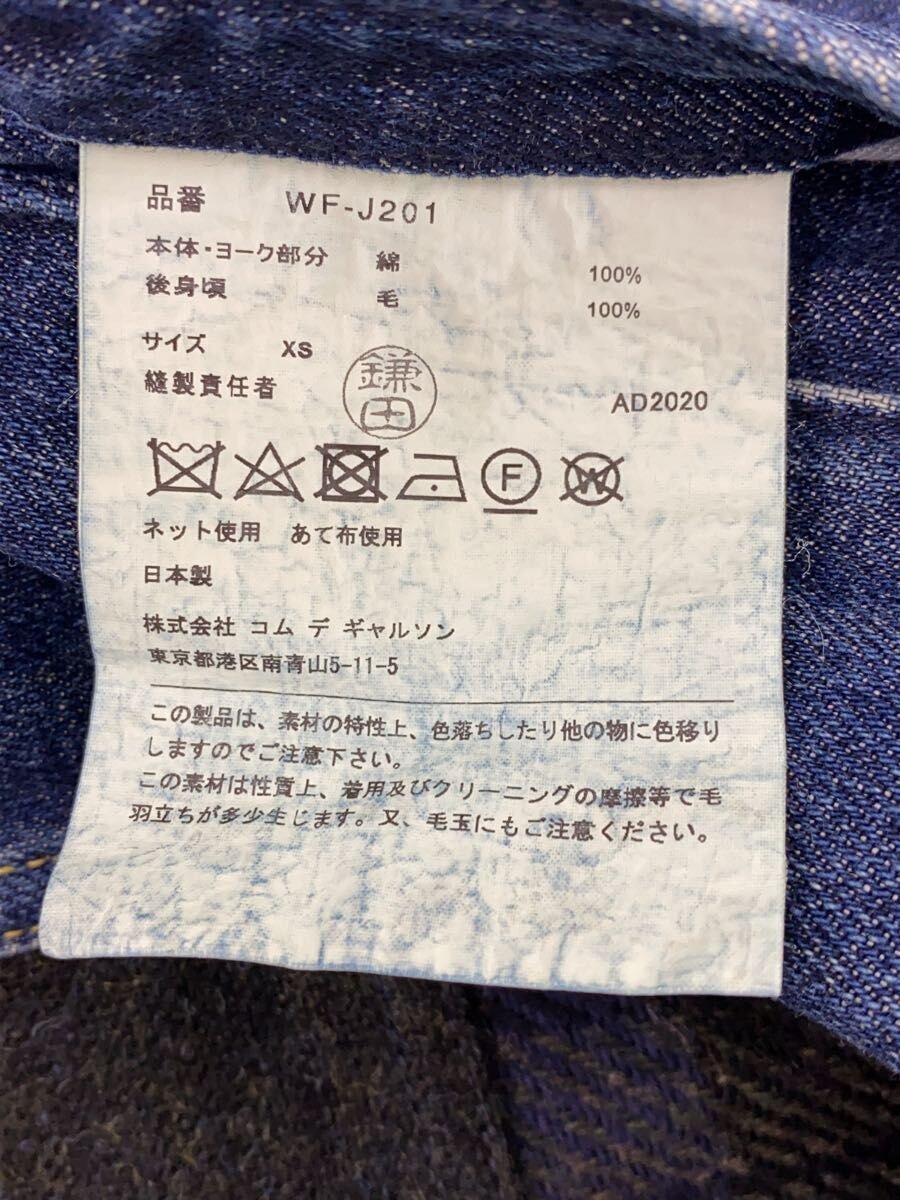 品番 WF-J201
本体・ヨーク部分 綿 100%
後身頃 毛 100%
サイズ XS
縫製責任者 鎌田 AD2020
F W
ネット使用 あて布使用
日本製
株式会社 コム デ ギャルソン
東京都港区南青山5-11-5
この製品は、素材の特性上、色落ちしたり他の物に色移り
しますのでご注意下さい。
この素材は性質上、着用及びクリーニングの摩擦等で毛
羽立ちが多少生じます。又、毛玉にもご注意ください。